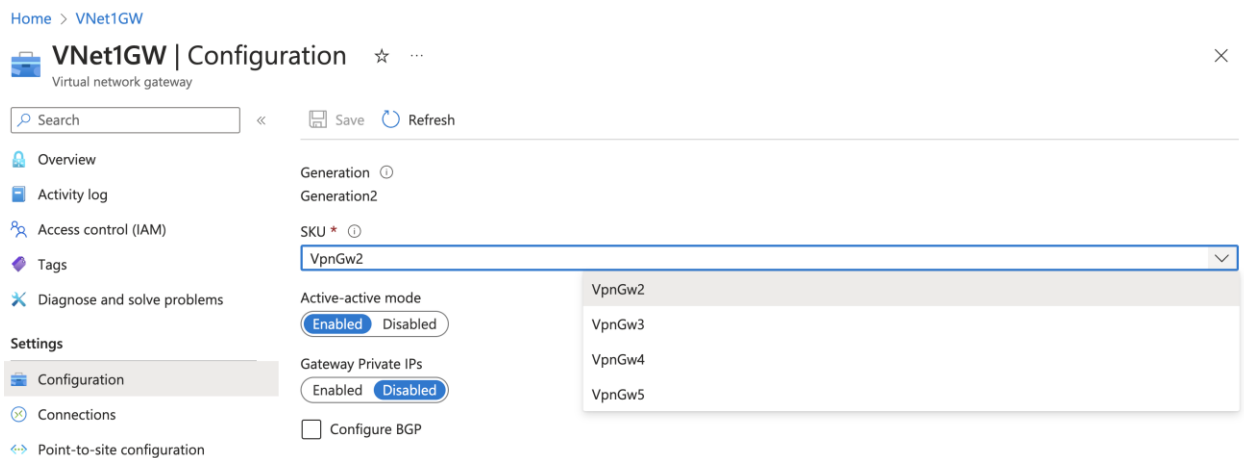 Home > VNet1GW
VNet1GW | Configuration
Virtual network gateway
Search
Overview
Activity log
Access control (IAM)
Tags
Diagnose and solve problems
Settings
Configuration
Connections
Point-to-site configuration
Save Refresh
Generation
Generation2
SKU *
VpnGw2
VpnGw2
VpnGw3
VpnGw4
VpnGw5
Active-active mode
Enabled Disabled
Gateway Private IPs
Enabled Disabled
Configure BGP